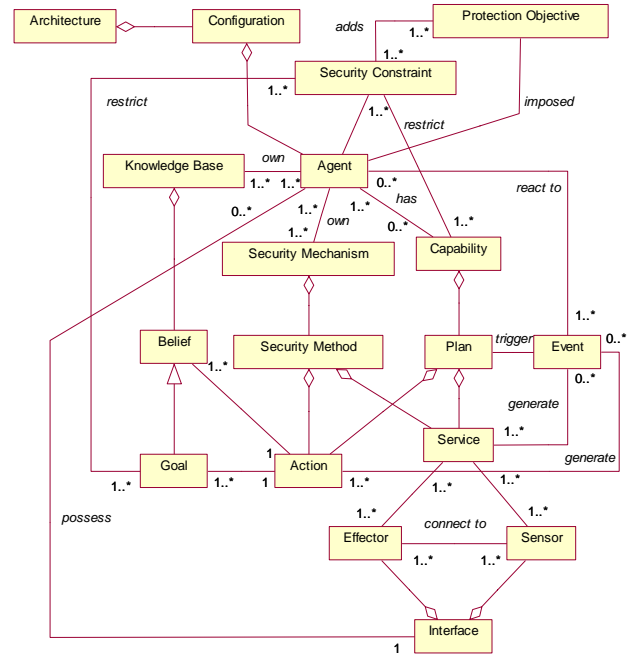 Architecture
Configuration
Protection Objective
adds
1..*
1..*
Security Constraint
1..*
1..*
restrict
restrict
imposed
Knowledge Base
own
Agent
1..*
1..*
0..*
has
react to
0..*
1..*
1..*
own
1..*
0..*
1..*
Security Mechanism
Capability
1..*
Belief
Security Method
Plan
trigger
Event
0..*
1..*
0..*
generate
Service
1..*
1
generate
Goal
Action
1..*
1..*
1
1..*
1..*
1..*
possess
1..*
connect to
1..*
Effector
Sensor
1..*
1..*
Interface
1